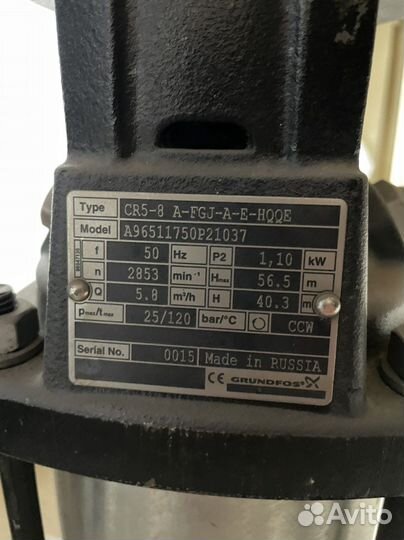 Type CR5-8 A-FGJ-A-E-HQQE
Model A96511750P21037
f 50 Hz P2 1,10 kW
n 2853 min⁻¹ Hmax 56.5 m
Q 5.8 m³/h H 40.3 m
pmax/tmax 25/120 bar/°C CCW
Serial No. 0015 Made in RUSSIA
CE GRUNDFOS
Avito